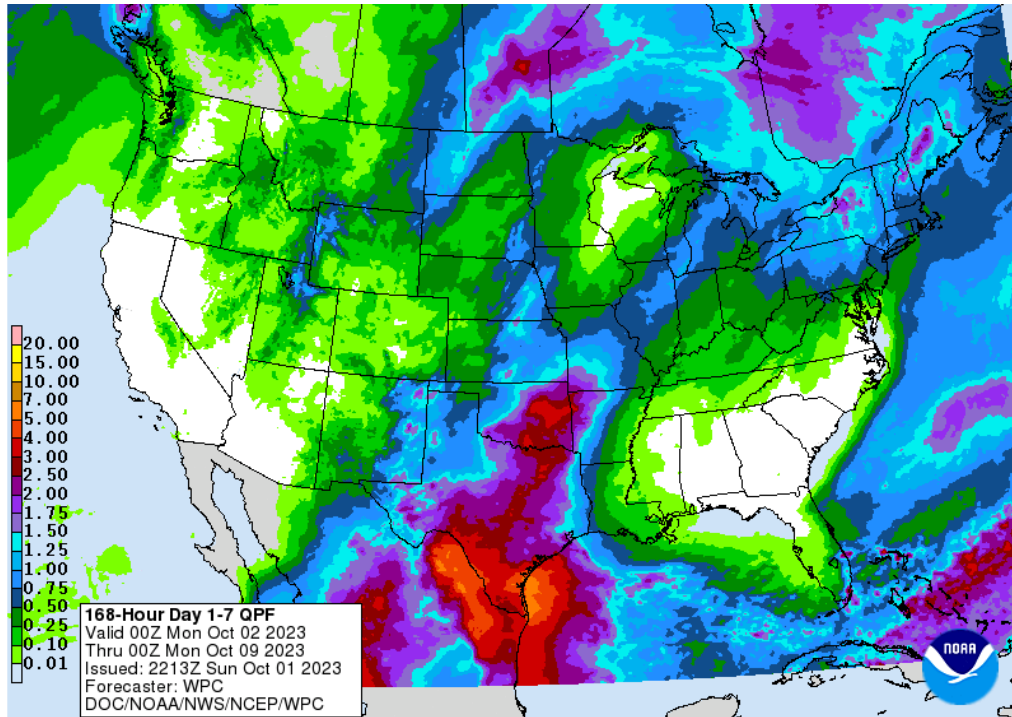 20.00
15.00
10.00
7.00
5.00
4.00
3.00
2.50
2.00
1.75
1.50
1.25
1.00
0.75
0.50
0.25
0.10
0.01
168-Hour Day 1-7 QPF
Valid 00Z Mon Oct 02 2023
Thru 00Z Mon Oct 09 2023
Issued: 2213Z Sun Oct 01 2023
Forecaster: WPC
DOC/NOAA/NWS/NCEP/WPC
NOAA